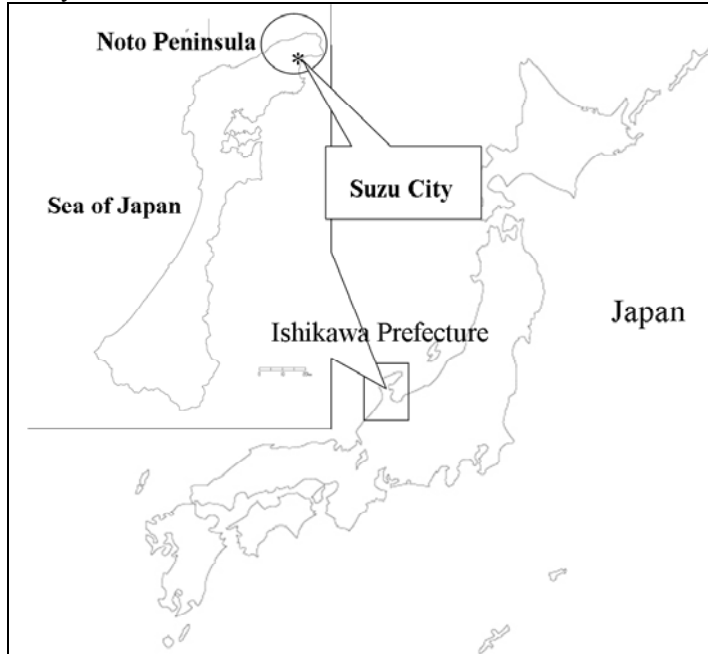 Noto Peninsula
*
Suzu City
Sea of Japan
Japan
Ishikawa Prefecture